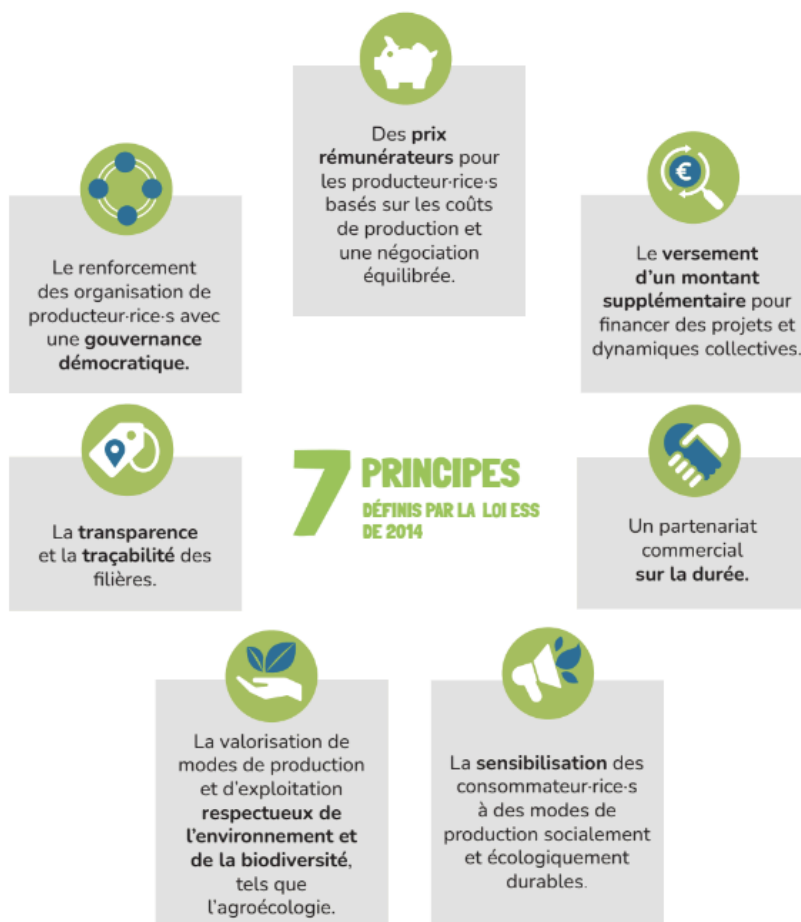 Des prix
rémunérateurs pour
les producteur·rice·s
basés sur les coûts
de production et
une négociation
équilibrée.
Le renforcement
des organisation de
producteur·rice·s avec
une gouvernance
démocratique.
€
Le versement
d'un montant
supplémentaire pour
financer des projets et
dynamiques collectives.
7 PRINCIPES
DÉFINIS PAR LA LOI ESS
DE 2014
La transparence
et la traçabilité des
filières.
Un partenariat
commercial
sur la durée.
La valorisation de
modes de production
et d'exploitation
respectueux de
l'environnement et
de la biodiversité,
tels que
l'agroécologie.
La sensibilisation des
consommateur·rice·s
à des modes de
production socialement
et écologiquement
durables.